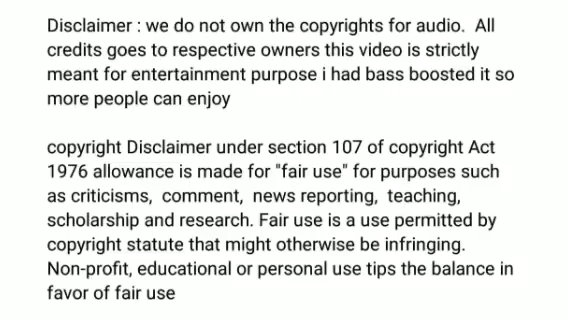 Disclaimer : we do not own the copyrights for audio.  All
credits goes to respective owners this video is strictly
meant for entertainment purpose i had bass boosted it so
more people can enjoy

copyright Disclaimer under section 107 of copyright Act
1976 allowance is made for "fair use" for purposes such
as criticisms,  comment,  news reporting,  teaching,
scholarship and research. Fair use is a use permitted by
copyright statute that might otherwise be infringing.
Non-profit, educational or personal use tips the balance in
favor of fair use